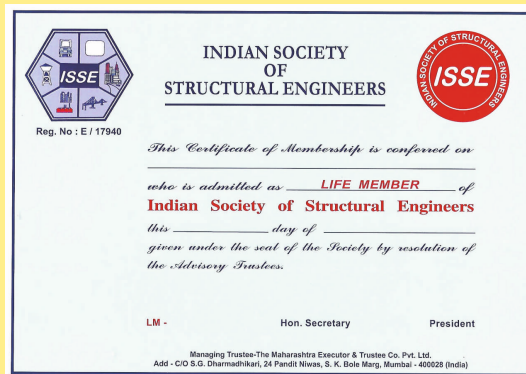 ISSE
Reg. No : E / 17940
INDIAN SOCIETY
OF
STRUCTURAL ENGINEERS
INDIAN SOCIETY OF STRUCTURAL ENGINEERS
ISSE
This Certificate of Membership is conferred on
who is admitted as LIFE MEMBER of
Indian Society of Structural Engineers
this day of
given under the seal of the Society by resolution of
the Advisory Trustees.
LM - Hon. Secretary President
Managing Trustee-The Maharashtra Executor & Trustee Co. Pvt. Ltd.
Add - C/O S.G. Dharmadhikari, 24 Pandit Niwas, S. K. Bole Marg, Mumbai - 400028 (India)